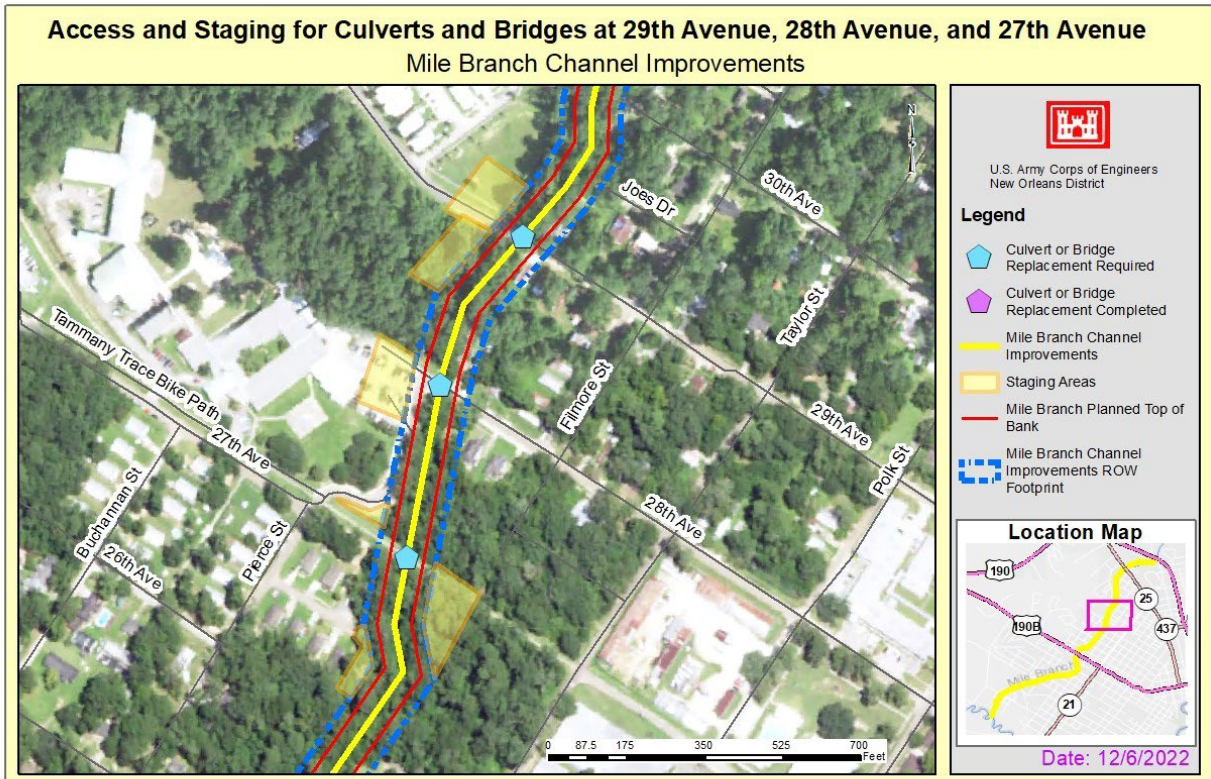 Access and Staging for Culverts and Bridges at 29th Avenue, 28th Avenue, and 27th Avenue
Mile Branch Channel Improvements
N
Joes Dr
30th Ave
Taylor St
Filmore St
29th Ave
Polk St
28th Ave
Tammany Trace Bike Path
27th Ave
Buchannan St
Pierce St
26th Ave
0 87.5 175 350 525 700
Feet
U.S. Army Corps of Engineers
New Orleans District
Legend
Culvert or Bridge
Replacement Required
Culvert or Bridge
Replacement Completed
Mile Branch Channel
Improvements
Staging Areas
Mile Branch Planned Top of
Bank
Mile Branch Channel
Improvements ROW
Footprint
Location Map
190
25
190B
437
Mile Branch
21
Date: 12/6/2022